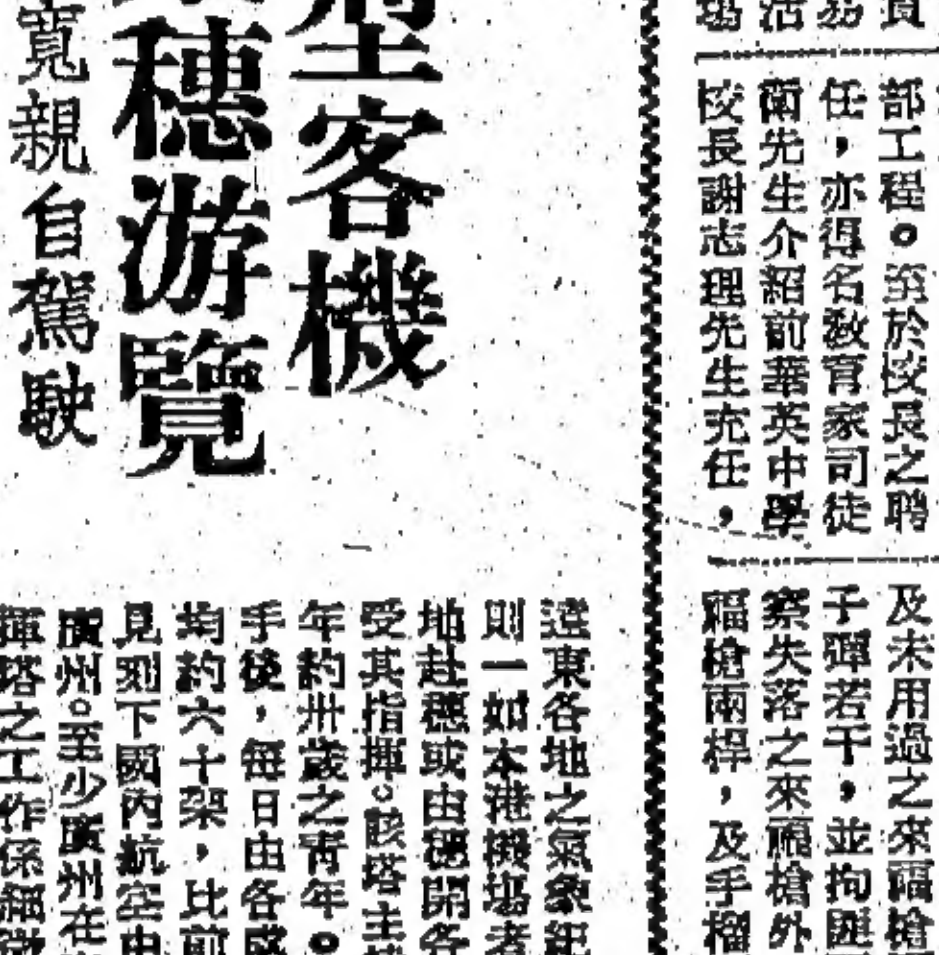 部工程。至於校長之聘
任，亦得名教育家司徒
衛先生介紹前華英中學
校長謝志理先生充任，
及未用過之來福槍
子彈若干，並拘匪
察失落之來福槍外
福槍兩桿，及手榴
客機
穗游覽
親自駕駛
遠東各地之氣象紀
則一如本港機場者
地赴穗或由穗開各
受其指揮。該塔主
年約卅歲之靑年。
手後，每日由各
均約六十架，比前
見到下國內航空
廣州。至少廣州在
揮塔之工作係細